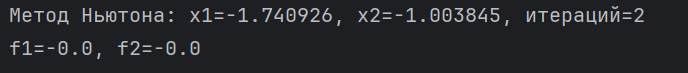 Метод Ньютона: x1=-1.740926, x2=-1.003845, итераций=2
f1=-0.0, f2=-0.0